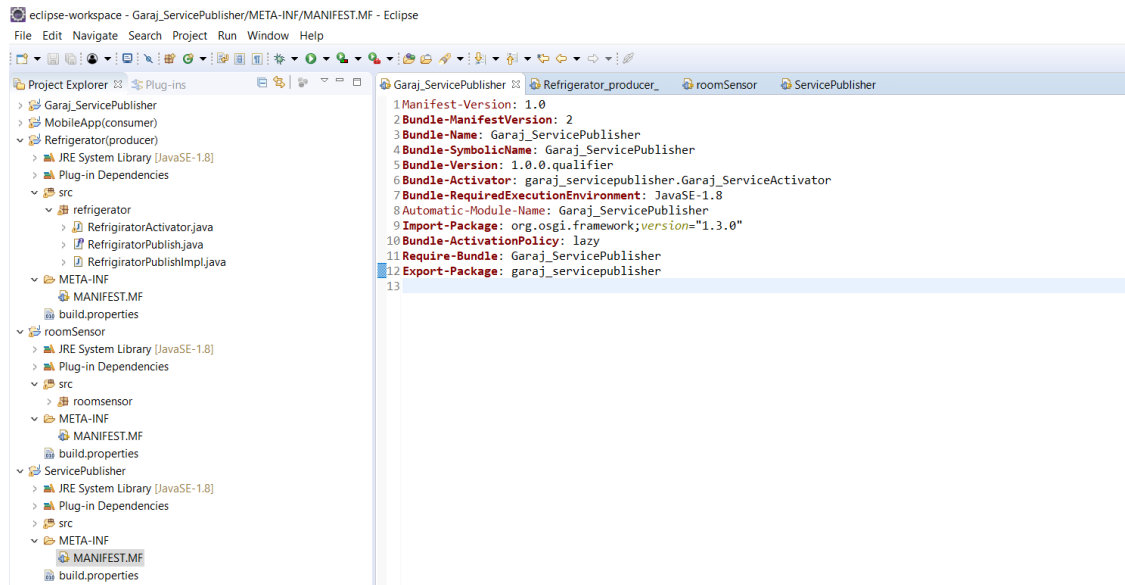 eclipse-workspace - Garaj_ServicePublisher/META-INF/MANIFEST.MF - Eclipse
File Edit Navigate Search Project Run Window Help
Project Explorer Plug-ins
Garaj_ServicePublisher
MobileApp(consumer)
Refrigerator(producer)
JRE System Library [JavaSE-1.8]
Plug-in Dependencies
src
refrigerator
RefrigiratorActivator.java
RefrigiratorPublish.java
RefrigiratorPublishImpl.java
META-INF
MANIFEST.MF
build.properties
roomSensor
JRE System Library [JavaSE-1.8]
Plug-in Dependencies
src
roomsensor
META-INF
MANIFEST.MF
build.properties
ServicePublisher
JRE System Library [JavaSE-1.8]
Plug-in Dependencies
src
META-INF
MANIFEST.MF
build.properties
Garaj_ServicePublisher Refrigerator_producer_ roomSensor ServicePublisher
1 Manifest-Version: 1.0
2 Bundle-ManifestVersion: 2
3 Bundle-Name: Garaj_ServicePublisher
4 Bundle-SymbolicName: Garaj_ServicePublisher
5 Bundle-Version: 1.0.0.qualifier
6 Bundle-Activator: garaj_servicepublisher.Garaj_ServiceActivator
7 Bundle-RequiredExecutionEnvironment: JavaSE-1.8
8 Automatic-Module-Name: Garaj_ServicePublisher
9 Import-Package: org.osgi.framework;version="1.3.0"
10 Bundle-ActivationPolicy: lazy
11 Require-Bundle: Garaj_ServicePublisher
12 Export-Package: garaj_servicepublisher
13